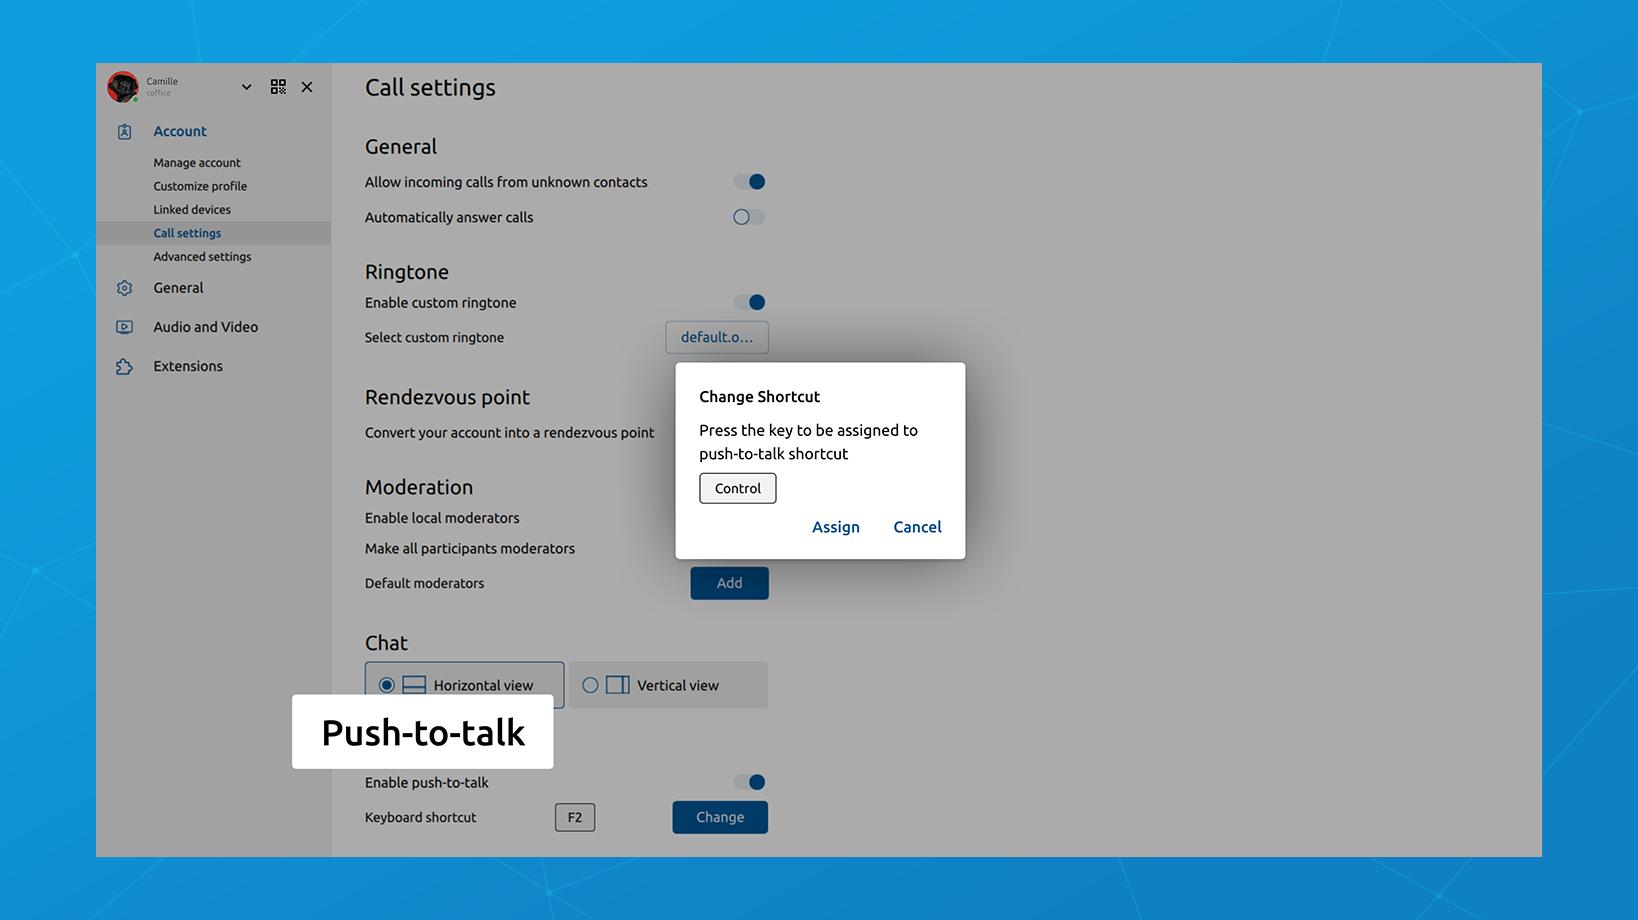 Camille
coffice
Account
Manage account
Customize profile
Linked devices
Call settings
Advanced settings
General
Audio and Video
Extensions
Call settings
General
Allow incoming calls from unknown contacts
Automatically answer calls
Ringtone
Enable custom ringtone
Select custom ringtone
default.o...
Rendezvous point
Convert your account into a rendezvous point
Moderation
Enable local moderators
Make all participants moderators
Default moderators
Add
Chat
Horizontal view
Vertical view
Push-to-talk
Enable push-to-talk
Keyboard shortcut
F2
Change
Change Shortcut
Press the key to be assigned to
push-to-talk shortcut
Control
Assign
Cancel